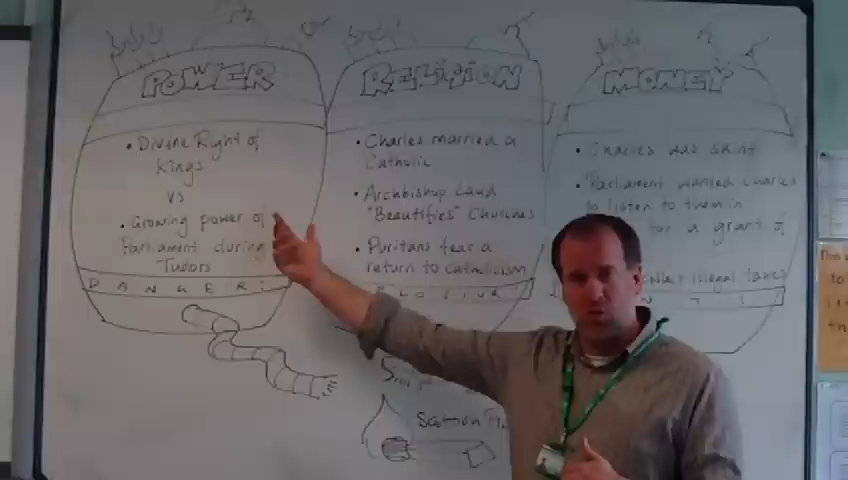 POWER
• Divine Right of
Kings
vs
• Growing power of
Parliament during
Tudors
DANGER!
RELIGION
• Charles married a
Catholic
• Archbishop Laud
"Beautifies" Churches
• Puritans fear a
return to Catholicism
MONEY
• Charles was skint
• Parliament wanted Charles
to listen to them in
for a grant of
collect illegal taxes